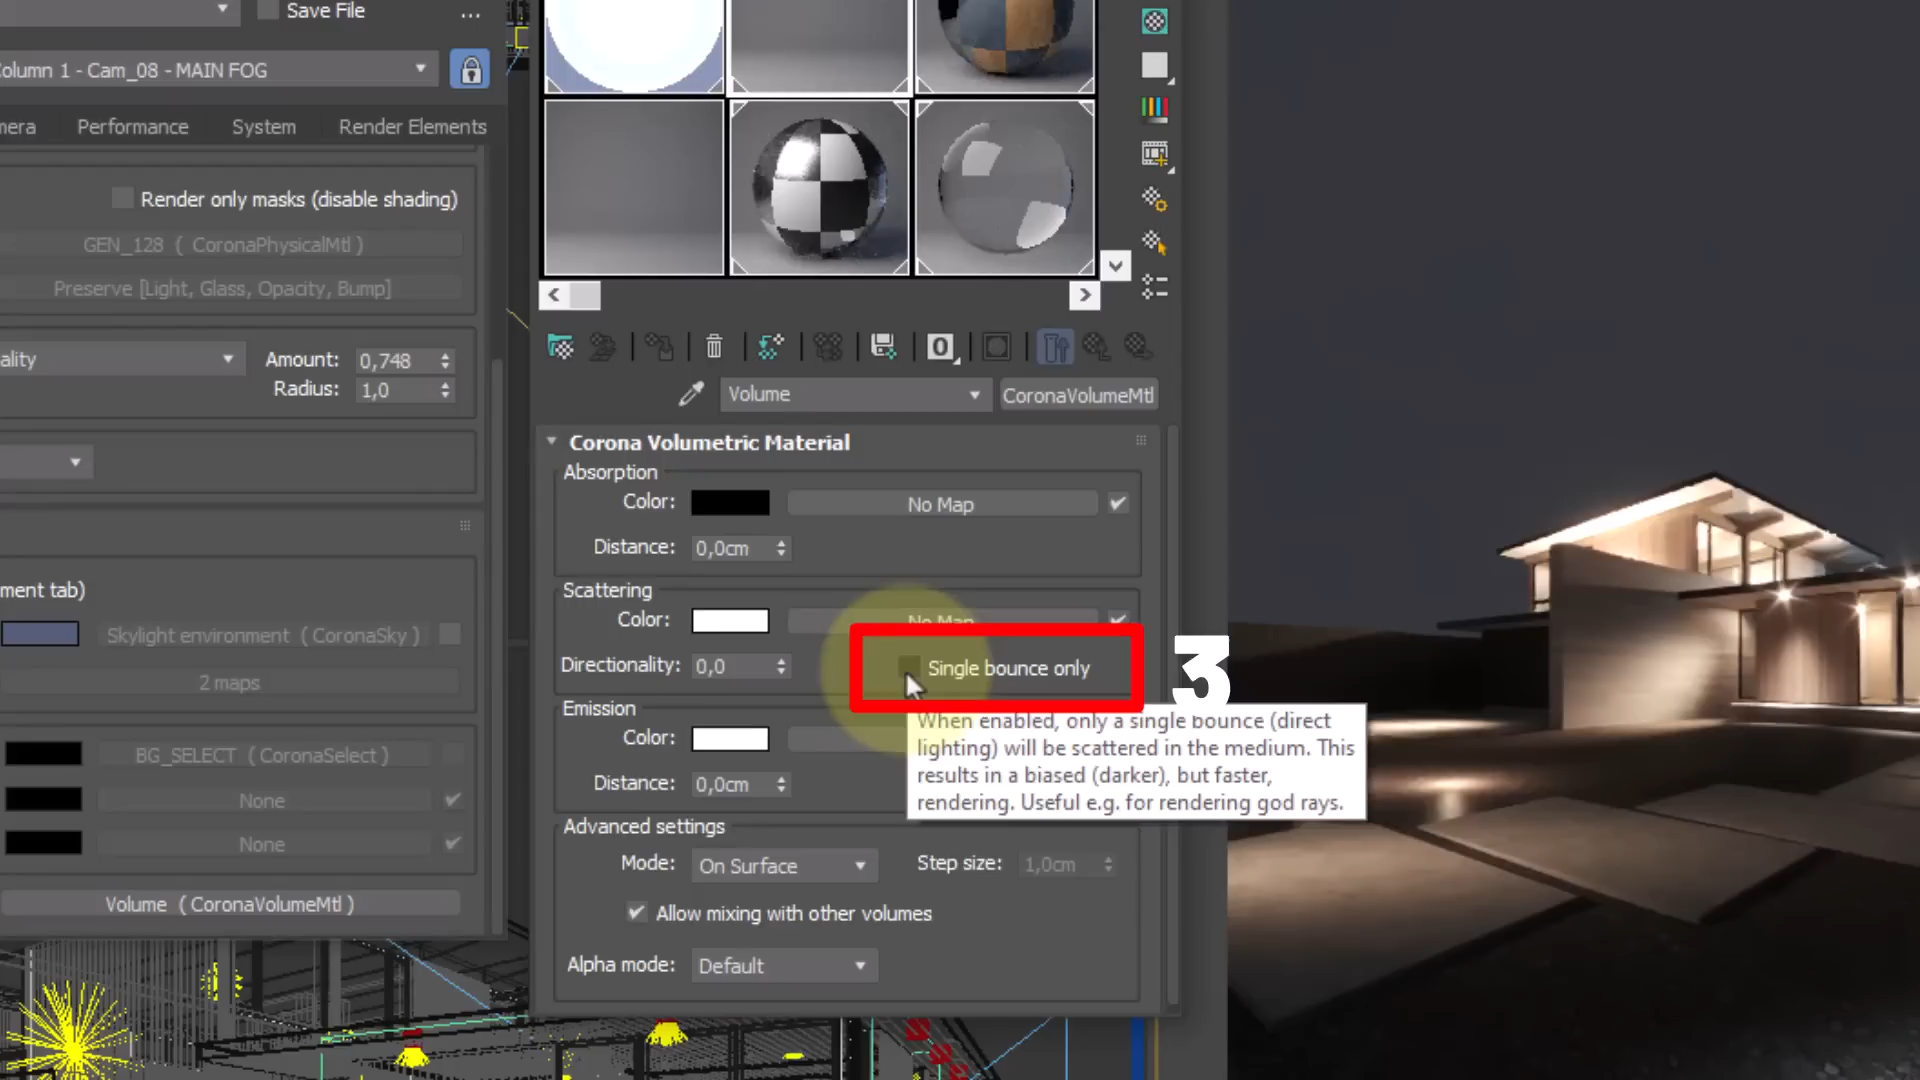 Save File
...
olumn 1 - Cam_08 - MAIN FOG
mera
Performance
System
Render Elements
Render only masks (disable shading)
GEN_128 ( CoronaPhysicalMtl )
Preserve [Light, Glass, Opacity, Bump]
ality
Amount: 0,748
Radius: 1,0
ment tab)
Skylight environment ( CoronaSky )
2 maps
BG_SELECT ( CoronaSelect )
None
None
Volume ( CoronaVolumeMtl )
Volume
CoronaVolumeMtl
Corona Volumetric Material
Absorption
Color:
No Map
Distance: 0,0cm
Scattering
Color:
No Map
Directionality: 0,0
Single bounce only
3
When enabled, only a single bounce (direct
lighting) will be scattered in the medium. This
results in a biased (darker), but faster,
rendering. Useful e.g. for rendering god rays.
Emission
Color:
Distance: 0,0cm
Advanced settings
Mode: On Surface
Step size: 1,0cm
Allow mixing with other volumes
Alpha mode: Default